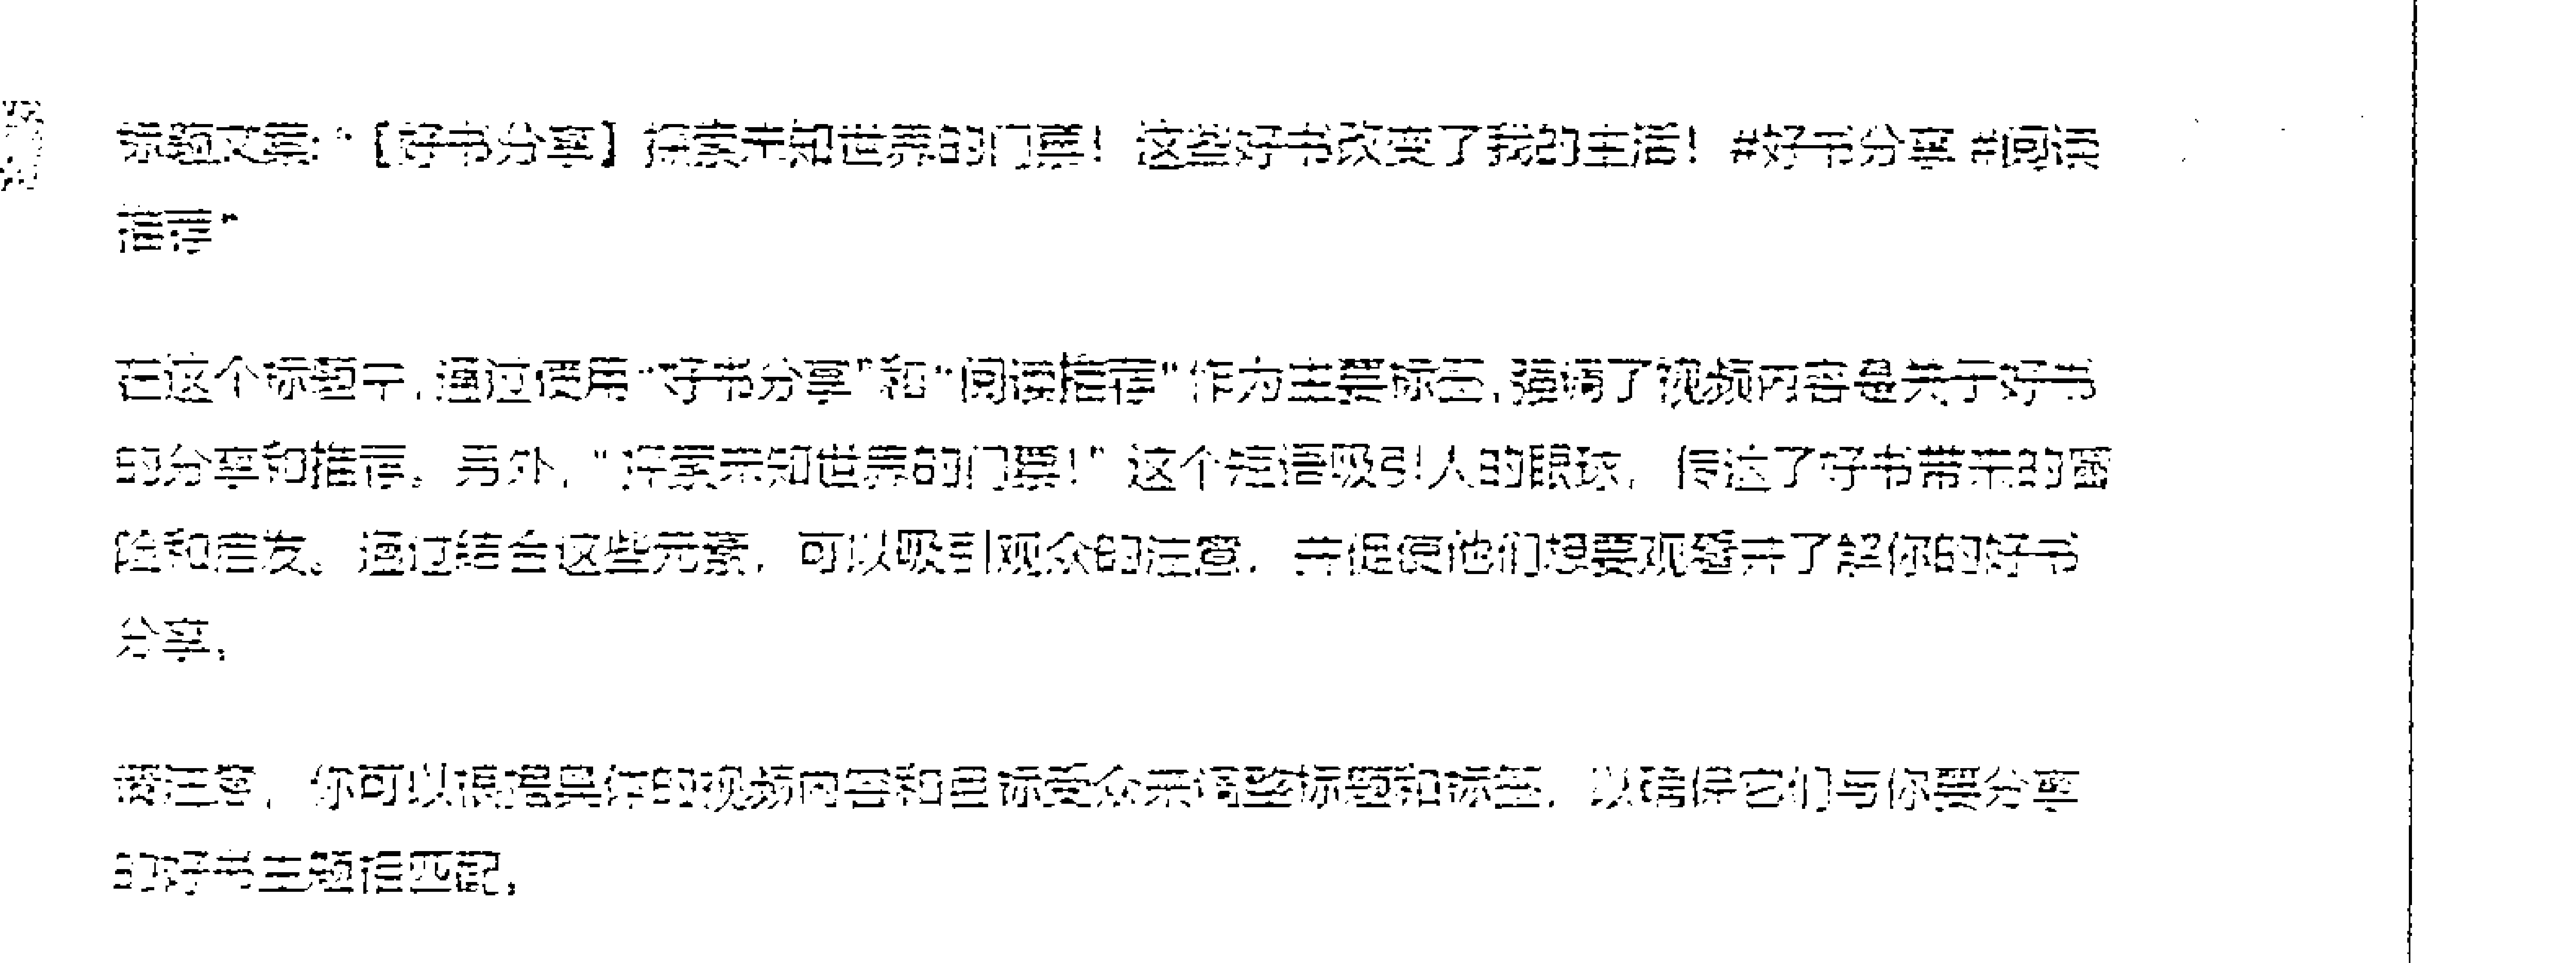 标题文案:“【好书分享】探索未知世界的门票！这些好书改变了我的生活！#好书分享 #阅读
推荐”
在这个标题中,通过使用“好书分享”和“阅读推荐”作为主要标签,强调了视频内容是关于好书
的分享和推荐。另外，“探索未知世界的门票！”这个短语吸引人的眼球，传达了好书带来的冒
险和启发。通过结合这些元素，可以吸引观众的注意，并促使他们想要观看并了解你的好书
分享。
请注意，你可以根据具体的视频内容和目标受众来调整标题和标签，以确保它们与你要分享
的好书主题相匹配。